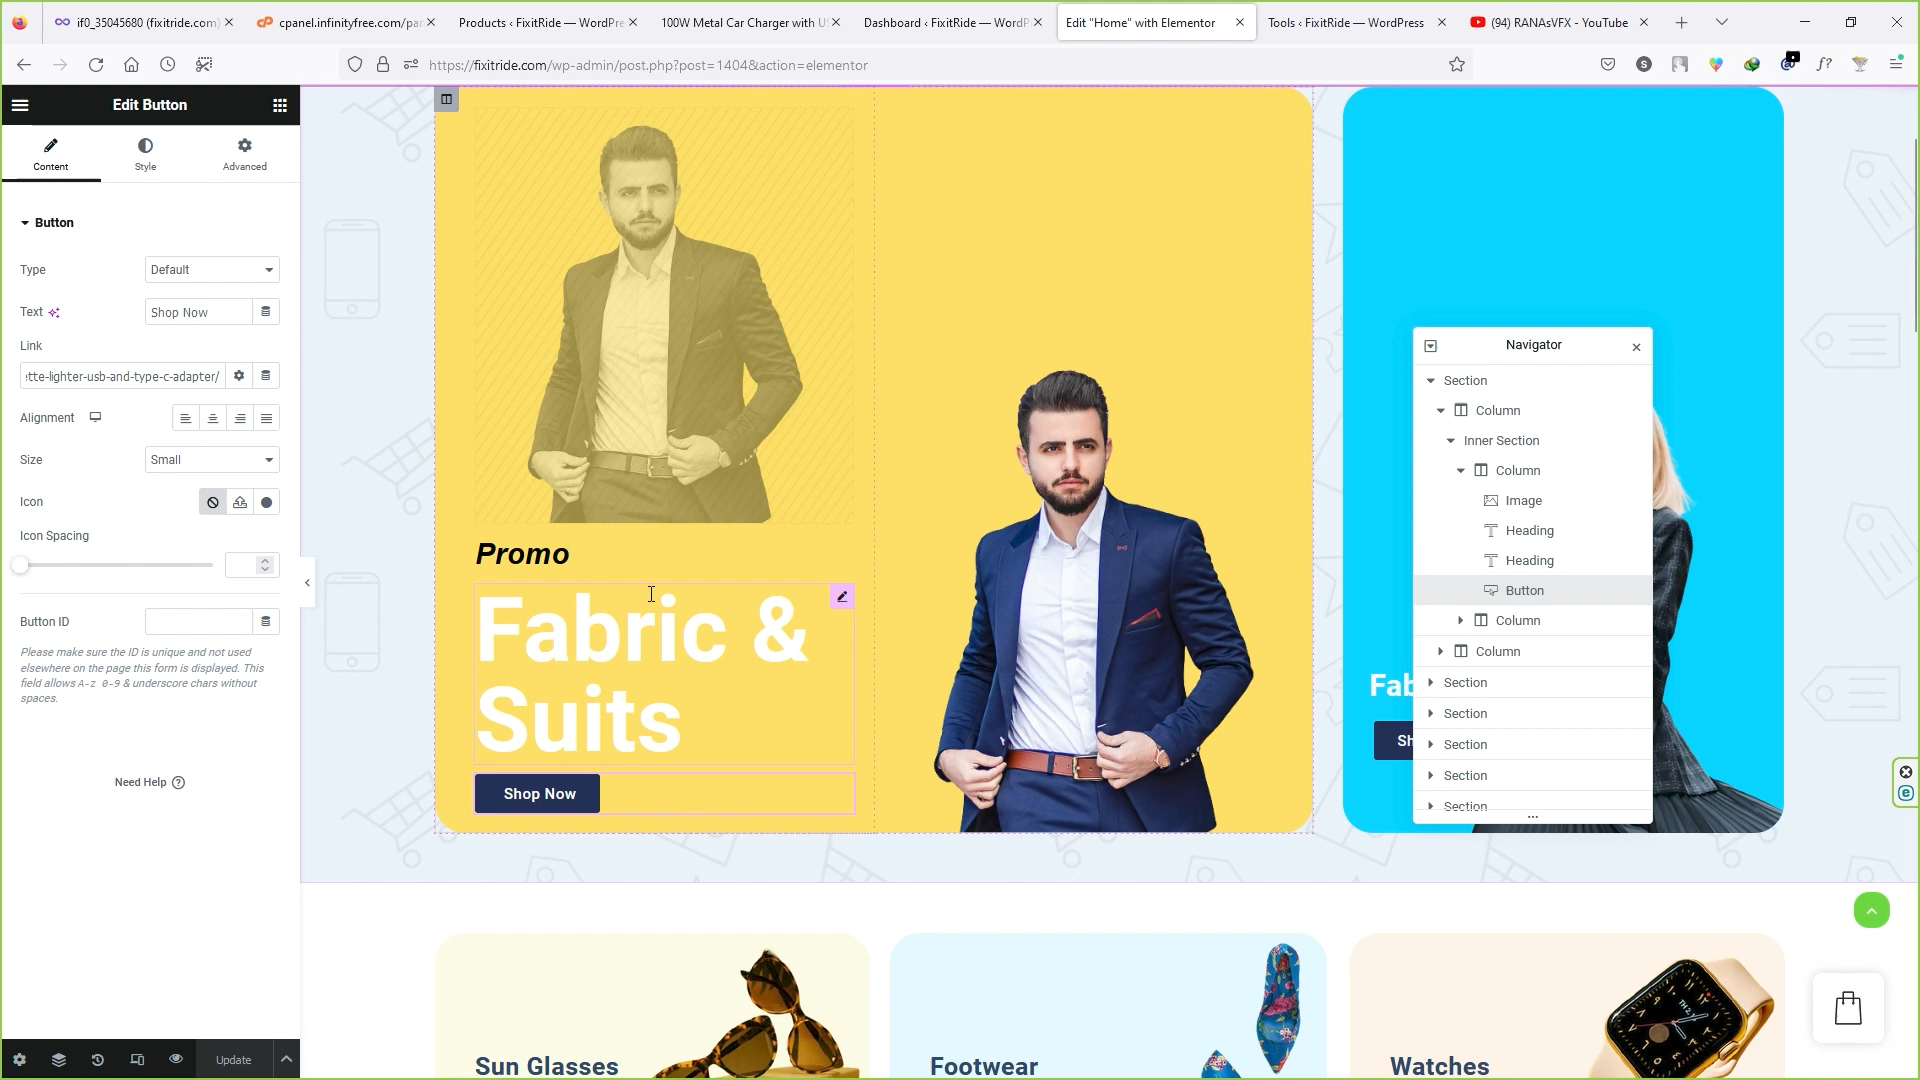 if0_35045680 (fixitride.com)
cpanel.infinityfree.com/pa
Products ‹ FixitRide — WordPre
100W Metal Car Charger with U
Dashboard ‹ FixitRide — WordP
Edit "Home" with Elementor
Tools ‹ FixitRide — WordPress
(94) RANAsVFX - YouTube
https://fixitride.com/wp-admin/post.php?post=1404&action=elementor
Edit Button
Content
Style
Advanced
Button
Type
Default
Text
Shop Now
Link
tte-lighter-usb-and-type-c-adapter/
Alignment
Size
Small
Icon
Icon Spacing
Button ID
Please make sure the ID is unique and not used
elsewhere on the page this form is displayed. This
field allows A-z 0-9 & underscore chars without
spaces.
Need Help
Update
Promo
Fabric &
Suits
Shop Now
Fab
Sh
Navigator
Section
Column
Inner Section
Column
Image
Heading
Heading
Button
Column
Column
Section
Section
Section
Section
Section
Sun Glasses
Footwear
Watches